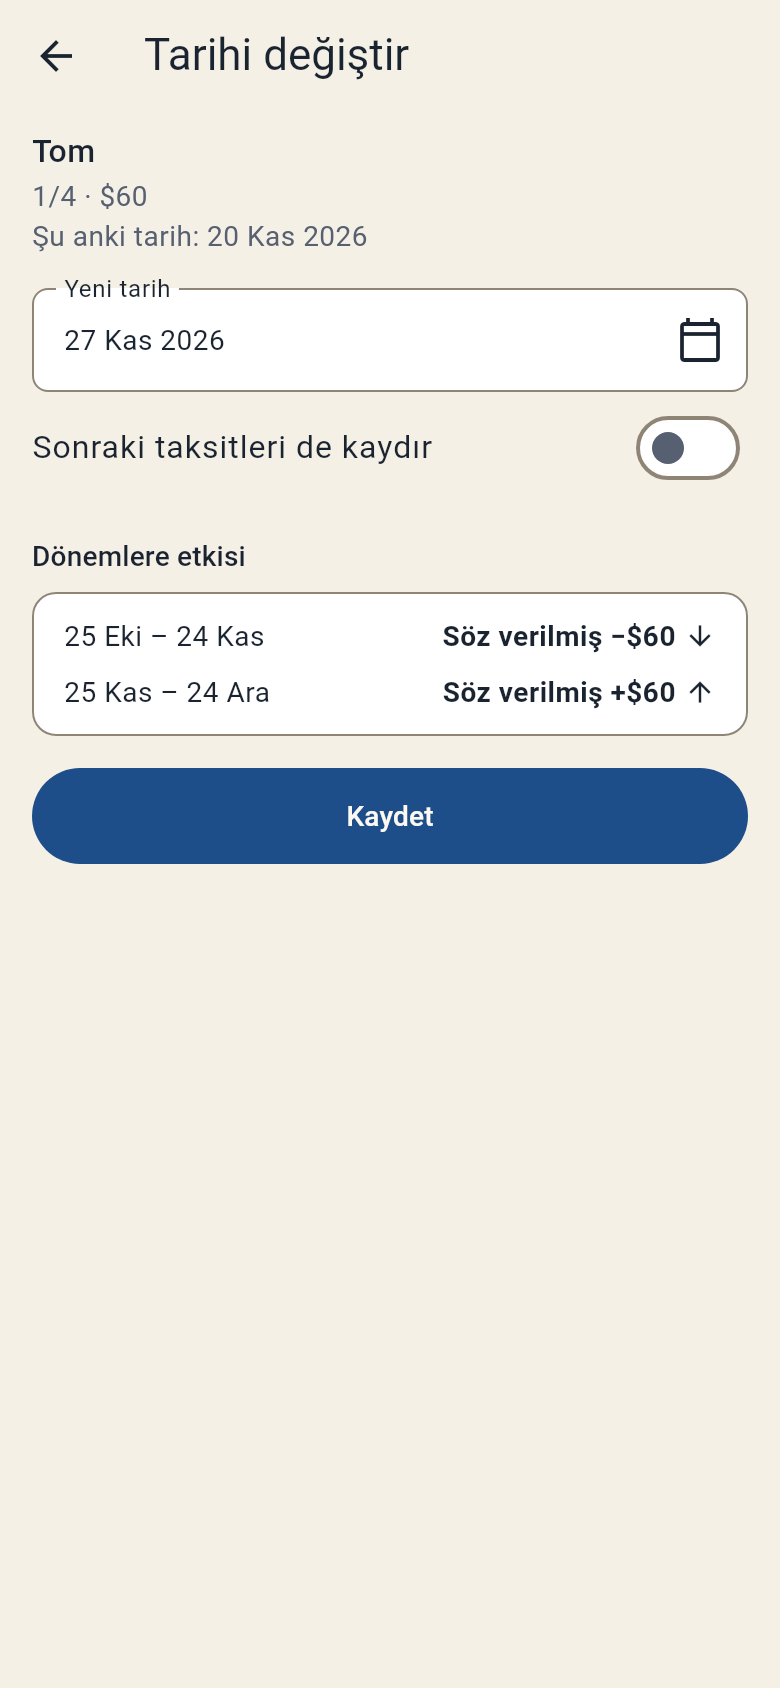 Tarihi değiştir
Tom
1/4 · $60
Şu anki tarih: 20 Kas 2026
Yeni tarih
27 Kas 2026
Sonraki taksitleri de kaydır
Dönemlere etkisi
25 Eki – 24 Kas Söz verilmiş −$60
25 Kas – 24 Ara Söz verilmiş +$60
Kaydet